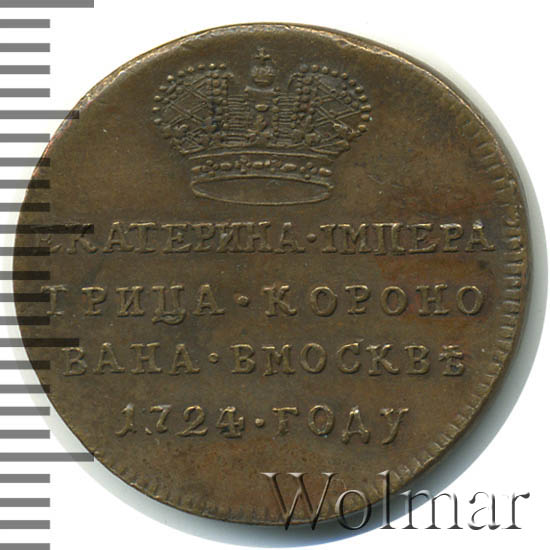 ЕКАТЕРИНА·IМПЕРА
ТРИЦА·КОРОНО
ВАНА·ВМОСКВѢ
1724·ГОДУ
Wolmar